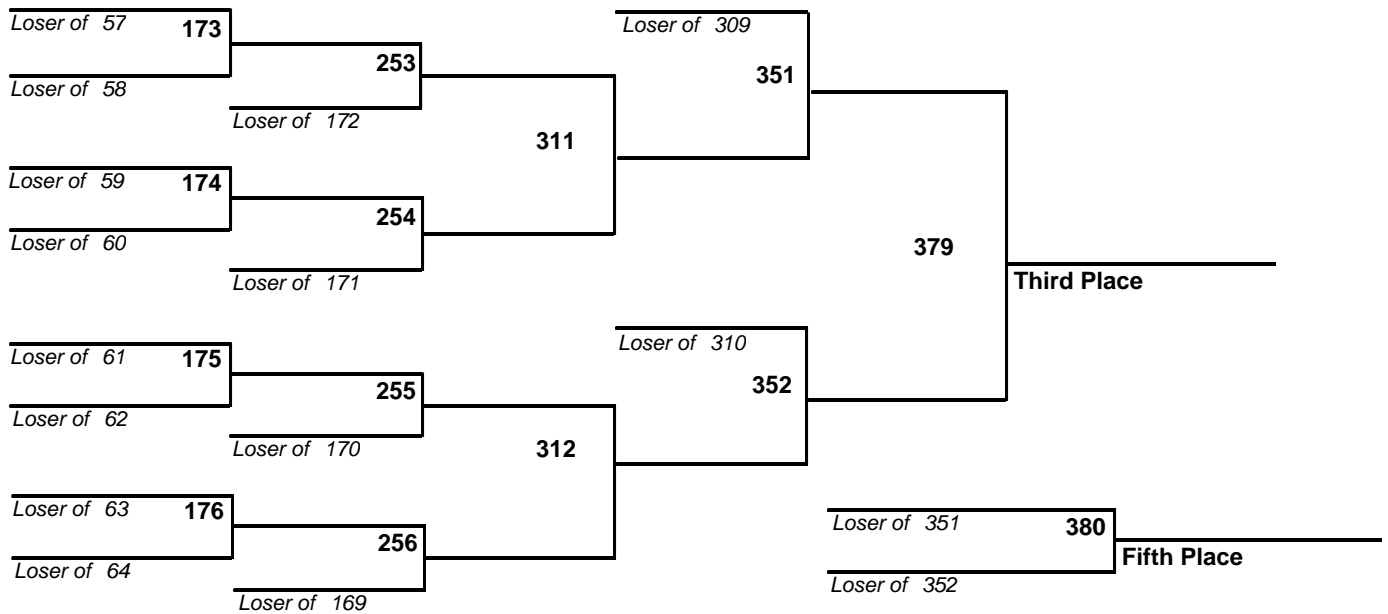 Loser of 57
173
Loser of 58
253
Loser of 172
Loser of 59
174
Loser of 60
254
Loser of 171
311
Loser of 309
351
379
Third Place
Loser of 61
175
Loser of 62
255
Loser of 170
312
Loser of 310
352
Loser of 63
176
Loser of 64
256
Loser of 169
Loser of 351
380
Loser of 352
Fifth Place